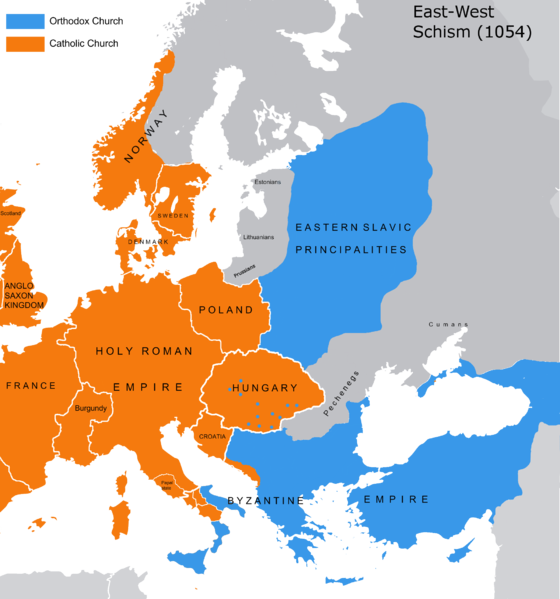 East-West
Schism (1054)
Orthodox Church
Catholic Church
NORWAY
Estonians
Scotland
SWEDEN
EASTERN SLAVIC
PRINCIPALITIES
Lithuanians
DENMARK
Prussians
ANGLO
SAXON
KINGDOM
POLAND
Cumans
HOLY ROMAN
EMPIRE
FRANCE
HUNGARY
Pechenegs
Burgundy
CROATIA
Papal
BYZANTINE EMPIRE